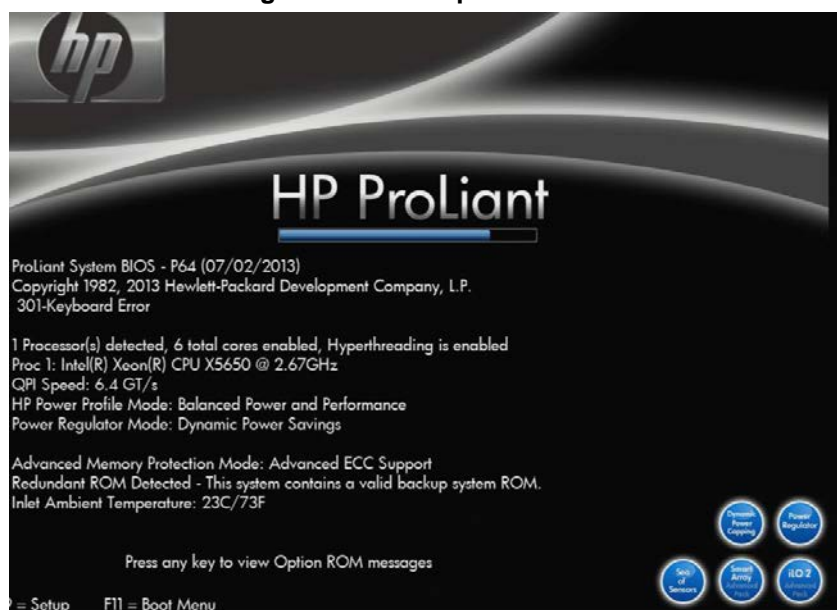 hp
HP ProLiant
ProLiant System BIOS - P64 (07/02/2013)
Copyright 1982, 2013 Hewlett-Packard Development Company, L.P.
301-Keyboard Error
1 Processor(s) detected, 6 total cores enabled, Hyperthreading is enabled
Proc 1: Intel(R) Xeon(R) CPU X5650 @ 2.67GHz
QPI Speed: 6.4 GT/s
HP Power Profile Mode: Balanced Power and Performance
Power Regulator Mode: Dynamic Power Savings
Advanced Memory Protection Mode: Advanced ECC Support
Redundant ROM Detected - This system contains a valid backup system ROM.
Inlet Ambient Temperature: 23C/73F
Dynamic Power Capping
Power Regulator
Press any key to view Option ROM messages
Sea of Sensors
Smart Array Advanced Pack
iLO 2 Advanced Pack
= Setup F11 = Boot Menu